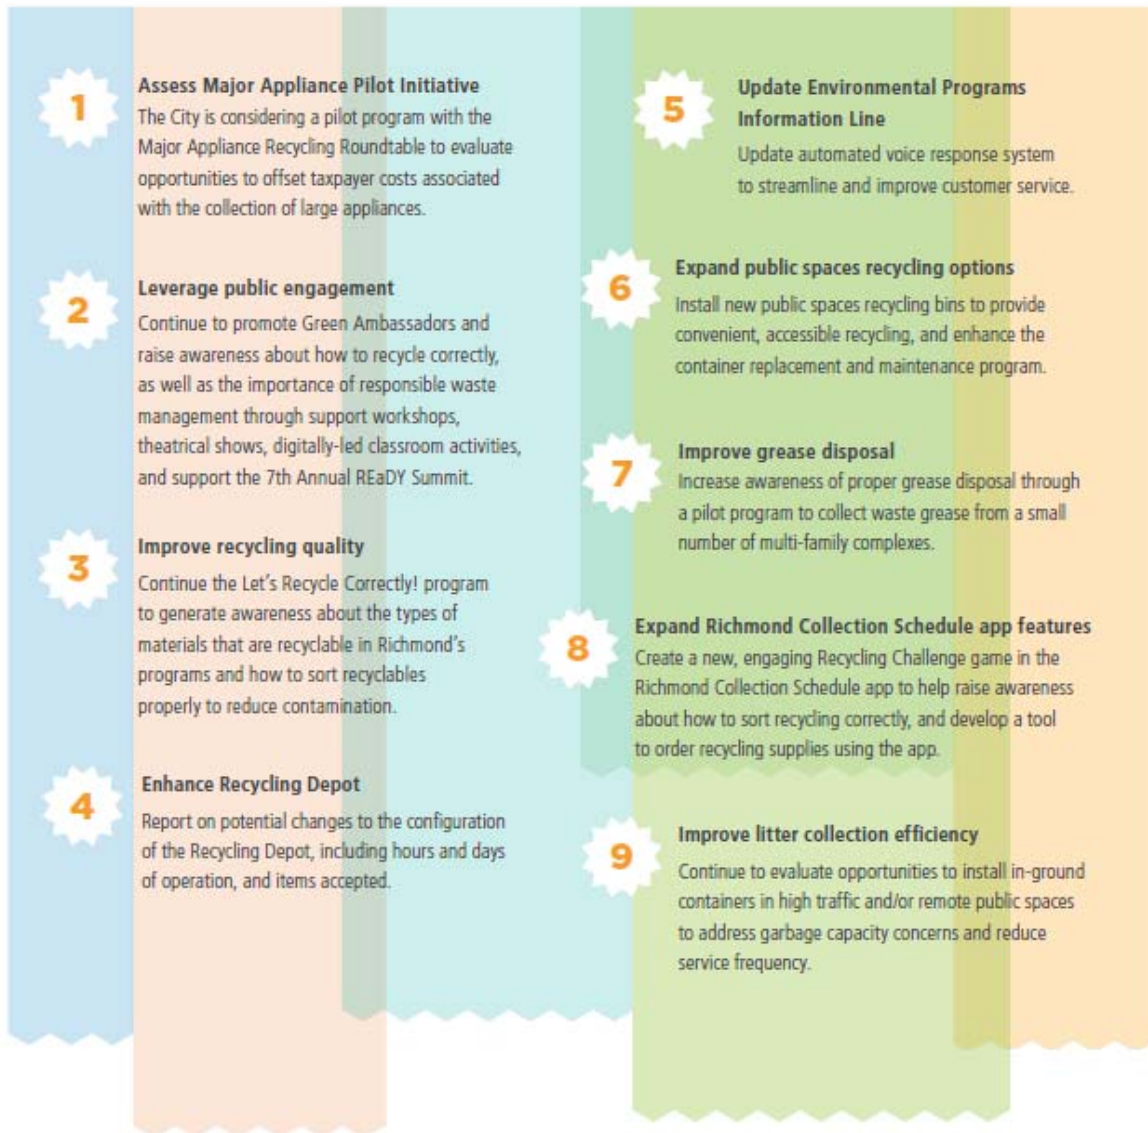 1
Assess Major Appliance Pilot Initiative
The City is considering a pilot program with the
Major Appliance Recycling Roundtable to evaluate
opportunities to offset taxpayer costs associated
with the collection of large appliances.
2
Leverage public engagement
Continue to promote Green Ambassadors and
raise awareness about how to recycle correctly,
as well as the importance of responsible waste
management through support workshops,
theatrical shows, digitally-led classroom activities,
and support the 7th Annual REaDY Summit.
3
Improve recycling quality
Continue the Let's Recycle Correctly! program
to generate awareness about the types of
materials that are recyclable in Richmond's
programs and how to sort recyclables
properly to reduce contamination.
4
Enhance Recycling Depot
Report on potential changes to the configuration
of the Recycling Depot, including hours and days
of operation, and items accepted.
5
Update Environmental Programs
Information Line
Update automated voice response system
to streamline and improve customer service.
6
Expand public spaces recycling options
Install new public spaces recycling bins to provide
convenient, accessible recycling, and enhance the
container replacement and maintenance program.
7
Improve grease disposal
Increase awareness of proper grease disposal through
a pilot program to collect waste grease from a small
number of multi-family complexes.
8
Expand Richmond Collection Schedule app features
Create a new, engaging Recycling Challenge game in the
Richmond Collection Schedule app to help raise awareness
about how to sort recycling correctly, and develop a tool
to order recycling supplies using the app.
9
Improve litter collection efficiency
Continue to evaluate opportunities to install in-ground
containers in high traffic and/or remote public spaces
to address garbage capacity concerns and reduce
service frequency.